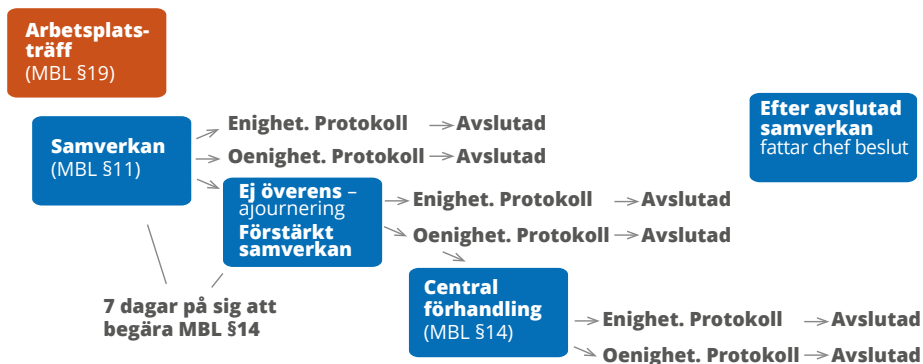 Arbetsplats-
träff
(MBL §19)
Samverkan
(MBL §11)
Enighet. Protokoll → Avslutad
Oenighet. Protokoll → Avslutad
Efter avslutad
samverkan
fattar chef beslut
Ej överens –
ajournering
Förstärkt
samverkan
Enighet. Protokoll → Avslutad
Oenighet. Protokoll → Avslutad
7 dagar på sig att
begära MBL §14
Central
förhandling
(MBL §14)
Enighet. Protokoll → Avslutad
Oenighet. Protokoll → Avslutad